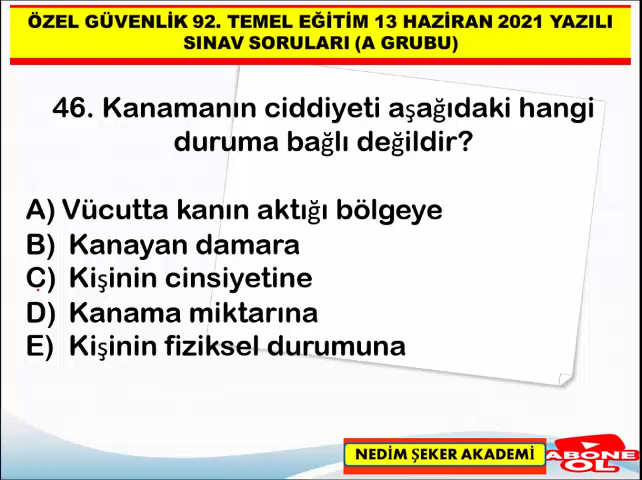 ÖZEL GÜVENLİK 92. TEMEL EĞİTİM 13 HAZİRAN 2021 YAZILI
SINAV SORULARI (A GRUBU)
46. Kanamanın ciddiyeti aşağıdaki hangi
duruma bağlı değildir?
A) Vücutta kanın aktığı bölgeye
B) Kanayan damara
C) Kişinin cinsiyetine
D) Kanama miktarına
E) Kişinin fiziksel durumuna
NEDİM ŞEKER AKADEMİ
ABONE
OL